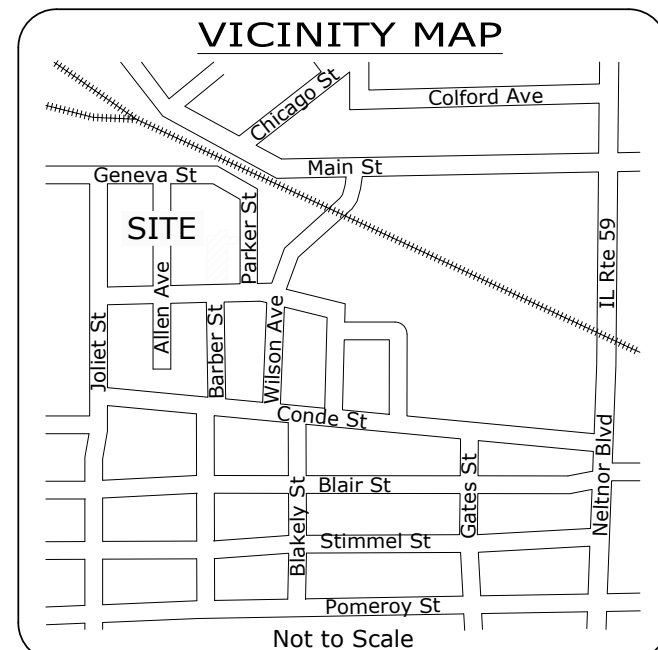 VICINITY MAP
Chicago St
Colford Ave
Main St
Geneva St
SITE
Parker St
IL Rte 59
Allen Ave
Joliet St
Barber St
Wilson Ave
Conde St
Neltnor Blvd
Gates St
Blair St
Blakely St
Stimmel St
Pomeroy St
Not to Scale